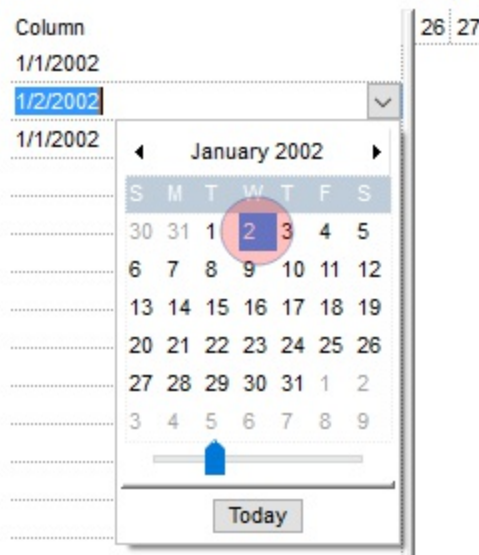 Column
26 27
1/1/2002
1/2/2002
1/1/2002
January 2002
S M T W T F S
30 31 1 2 3 4 5
6 7 8 9 10 11 12
13 14 15 16 17 18 19
20 21 22 23 24 25 26
27 28 29 30 31 1 2
3 4 5 6 7 8 9
Today